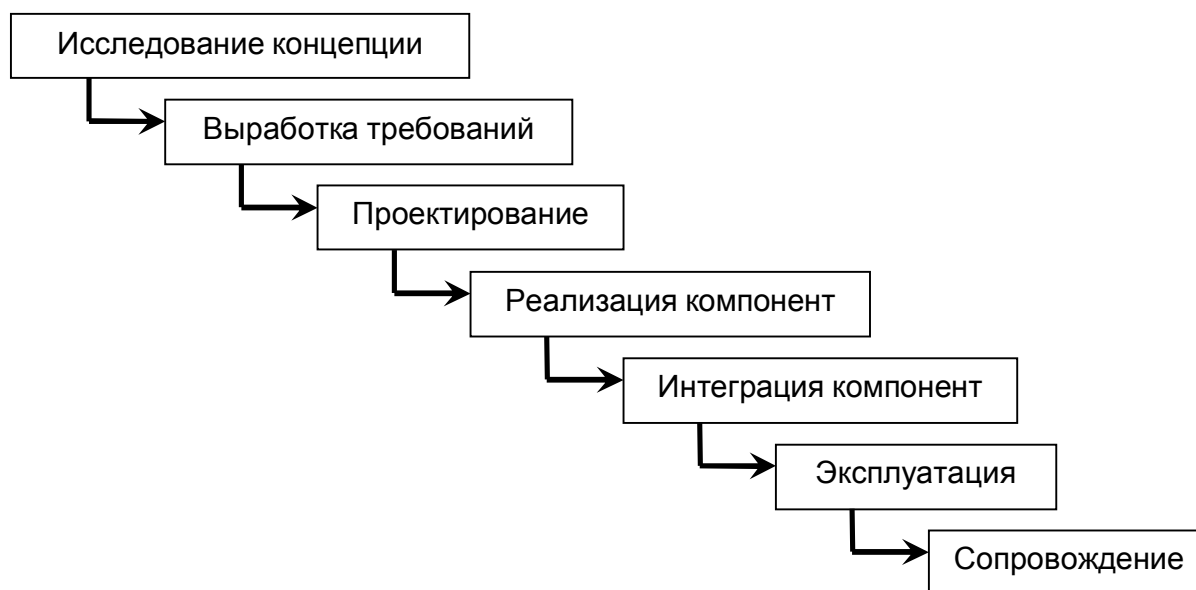 Исследование концепции
Выработка требований
Проектирование
Реализация компонент
Интеграция компонент
Эксплуатация
Сопровождение